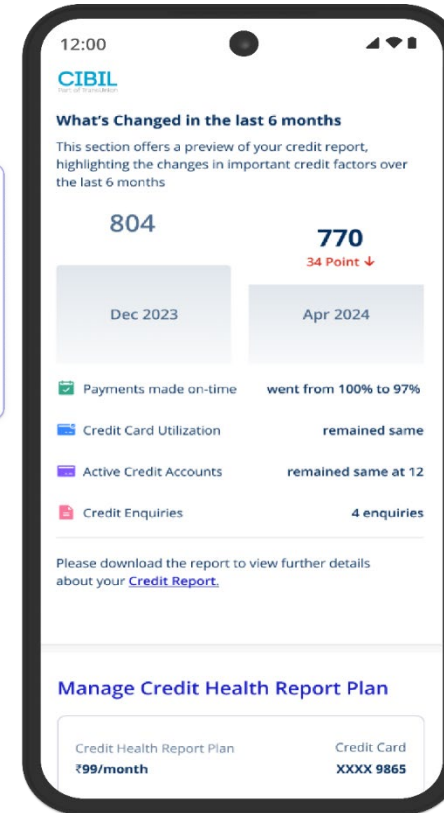 12:00
CIBIL
Part of TransUnion
What's Changed in the last 6 months
This section offers a preview of your credit report,
highlighting the changes in important credit factors over
the last 6 months
804
770
34 Point ↓
Dec 2023
Apr 2024
Payments made on-time went from 100% to 97%
Credit Card Utilization remained same
Active Credit Accounts remained same at 12
Credit Enquiries 4 enquiries
Please download the report to view further details
about your Credit Report.
Manage Credit Health Report Plan
Credit Health Report Plan Credit Card
₹99/month XXXX 9865